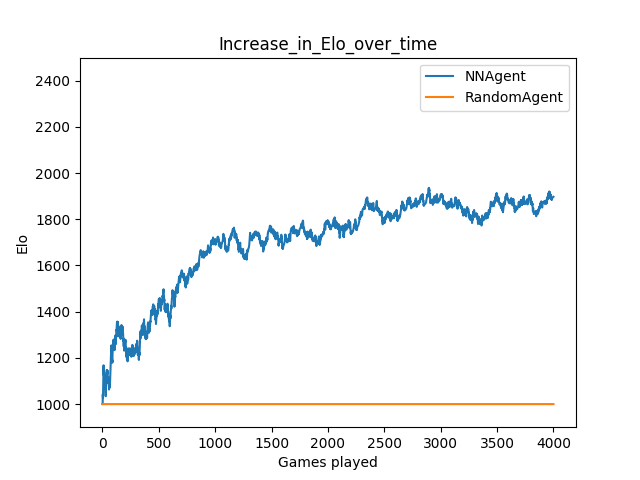 Increase_in_Elo_over_time
NNAgent
RandomAgent
2400
2200
2000
1800
1600
1400
1200
1000
Elo
0 500 1000 1500 2000 2500 3000 3500 4000
Games played